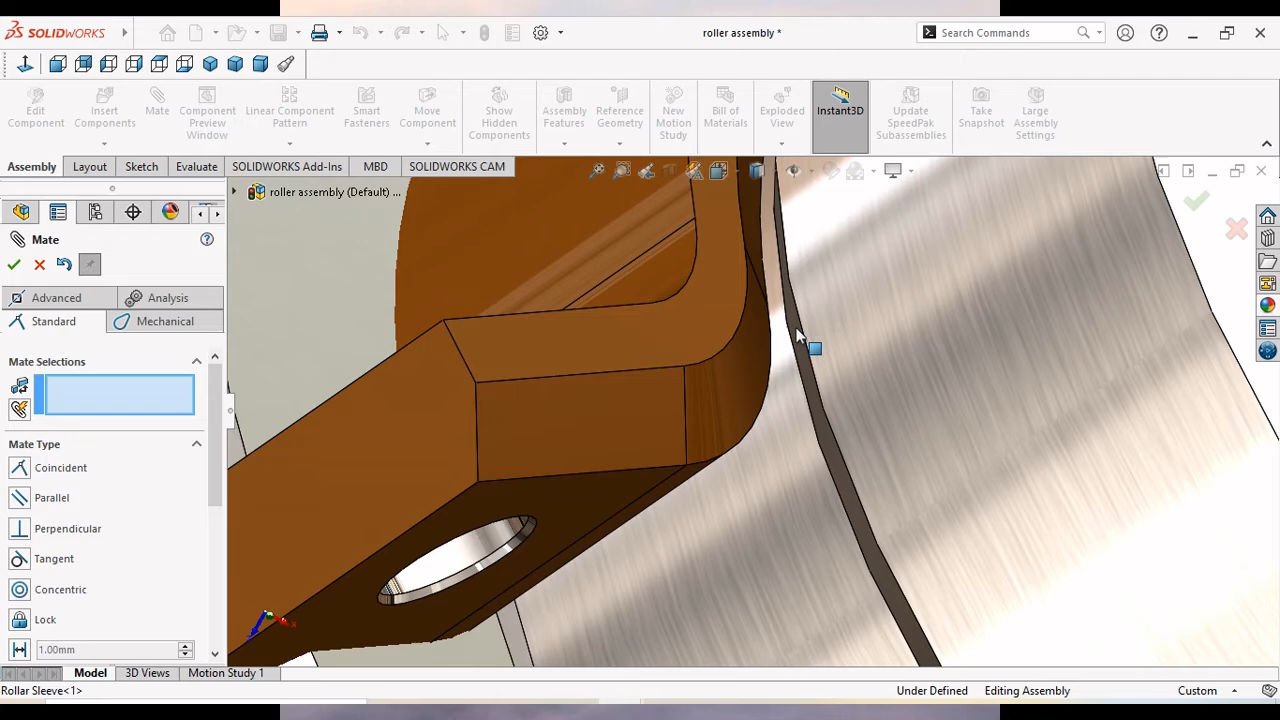 SOLIDWORKS
roller assembly *
Search Commands
Edit Component
Insert Components
Mate
Component Preview Window
Linear Component Pattern
Smart Fasteners
Move Component
Show Hidden Components
Assembly Features
Reference Geometry
New Motion Study
Bill of Materials
Exploded View
Instant3D
Update SpeedPak Subassemblies
Take Snapshot
Large Assembly Settings
Assembly
Layout
Sketch
Evaluate
SOLIDWORKS Add-Ins
MBD
SOLIDWORKS CAM
roller assembly (Default) ...
Mate
Advanced
Analysis
Standard
Mechanical
Mate Selections
Mate Type
Coincident
Parallel
Perpendicular
Tangent
Concentric
Lock
1.00mm
Model
3D Views
Motion Study 1
Rollar Sleeve<1>
Under Defined
Editing Assembly
Custom